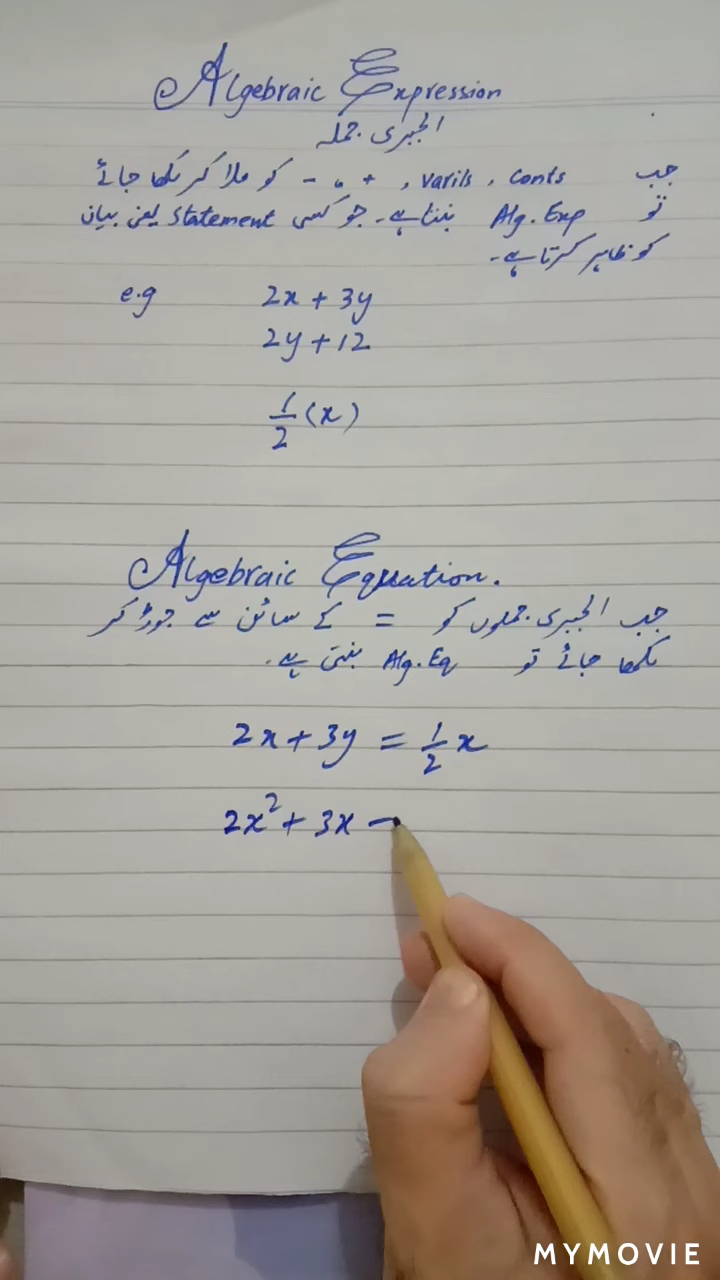 Algebraic Expression
الجبری جملہ
جب conts ، varils ، + ، - کو ملا کر لکھا جائے
تو Alg. Exp بنتا ہے۔ جو کسی statement یعنی بیان
کو ظاہر کرتا ہے۔
e.g 2x + 3y
2y + 12
1/2 (x)
Algebraic Equation.
جب الجبری جملوں کو = کے سائن سے جوڑ کر
لکھا جائے تو Alg. Eq بنتی ہے۔
2x + 3y = 1/2 x
2x² + 3x -
MYMOVIE